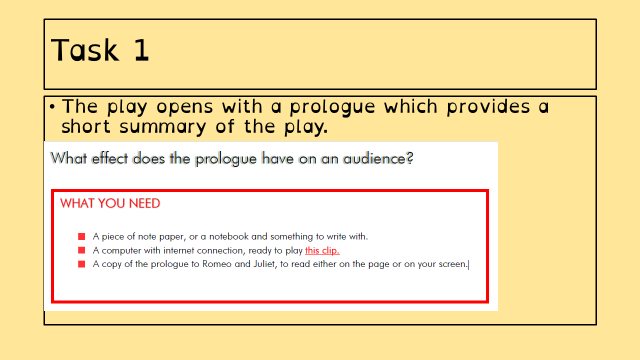 Task 1
• The play opens with a prologue which provides a
short summary of the play.
What effect does the prologue have on an audience?
WHAT YOU NEED
A piece of note paper, or a notebook and something to write with.
A computer with internet connection, ready to play this clip.
A copy of the prologue to Romeo and Juliet, to read either on the page or on your screen.